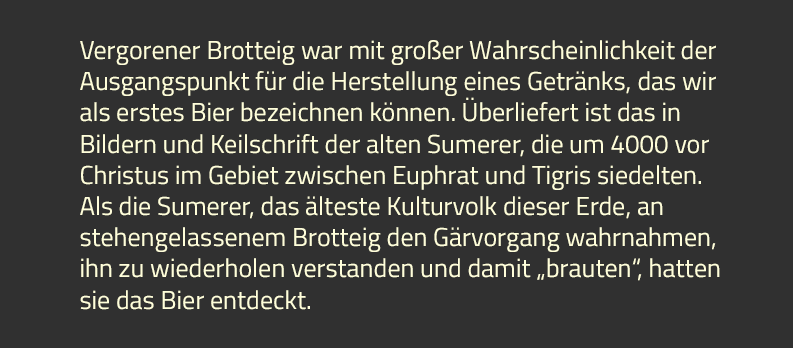 Vergorener Brotteig war mit großer Wahrscheinlichkeit der
Ausgangspunkt für die Herstellung eines Getränks, das wir
als erstes Bier bezeichnen können. Überliefert ist das in
Bildern und Keilschrift der alten Sumerer, die um 4000 vor
Christus im Gebiet zwischen Euphrat und Tigris siedelten.
Als die Sumerer, das älteste Kulturvolk dieser Erde, an
stehengelassenem Brotteig den Gärvorgang wahrnahmen,
ihn zu wiederholen verstanden und damit „brauten“, hatten
sie das Bier entdeckt.